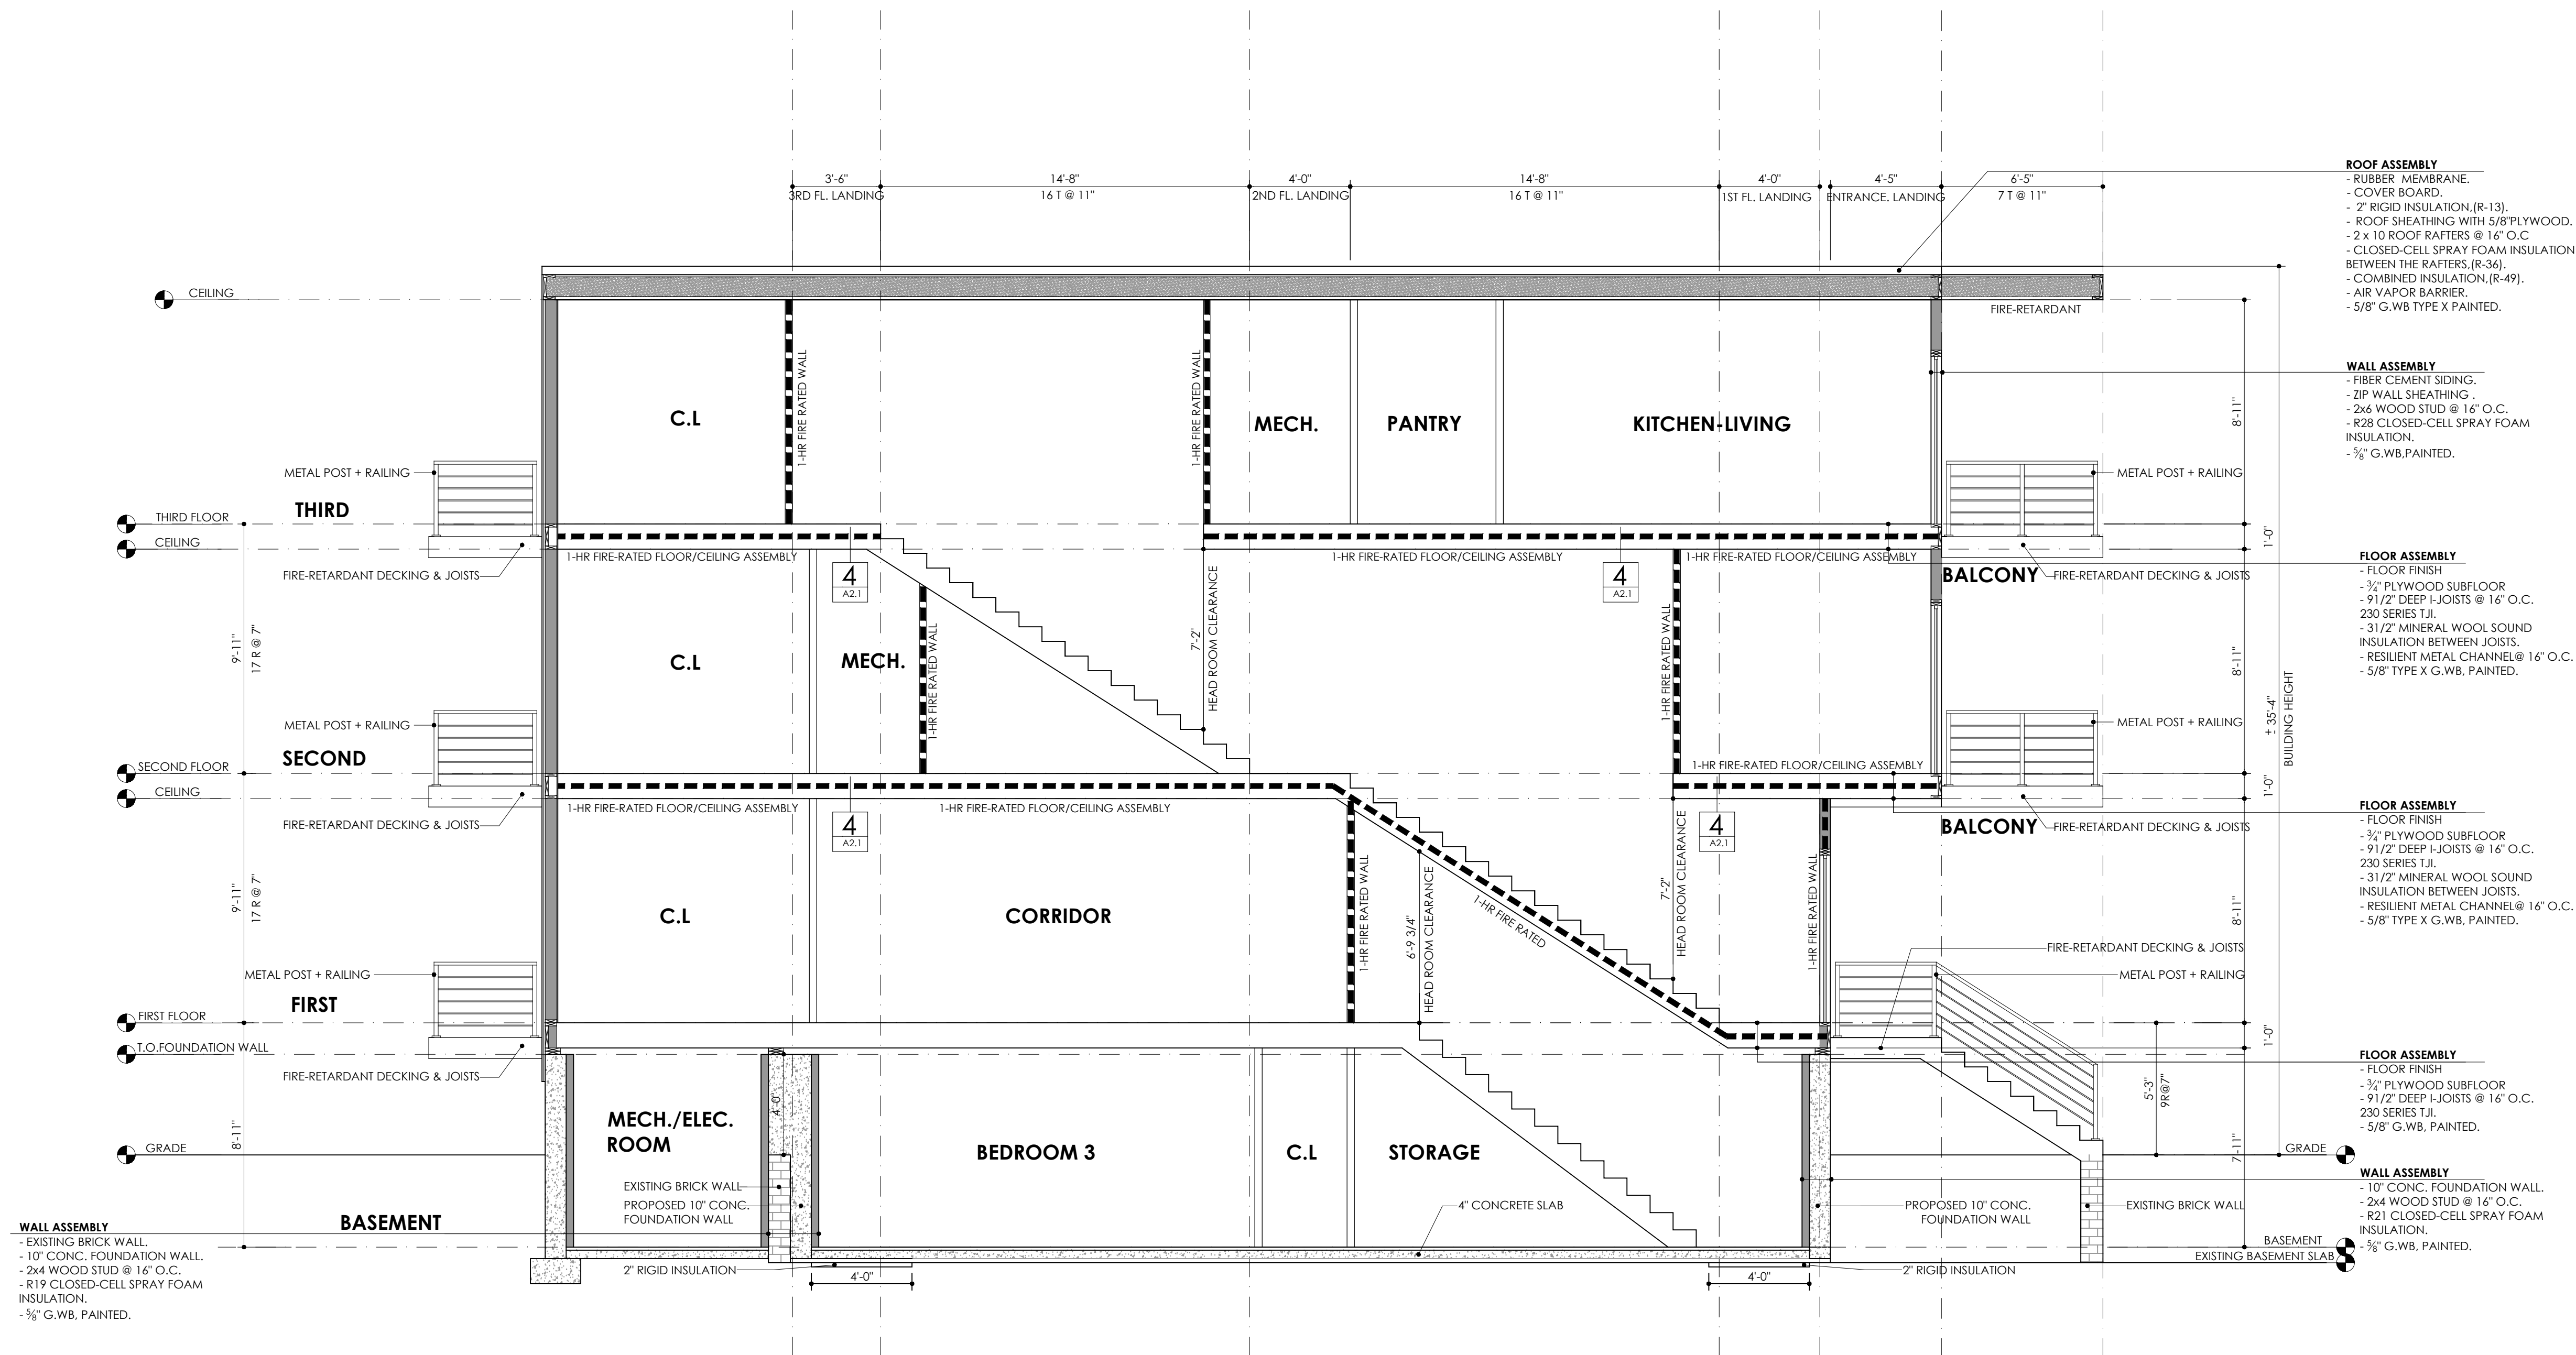 3'-6"
3RD FL. LANDING
14'-8"
16 T @ 11"
4'-0"
2ND FL. LANDING
14'-8"
16 T @ 11"
4'-0"
1ST FL. LANDING
4'-5"
ENTRANCE. LANDING
6'-5"
7 T @ 11"
ROOF ASSEMBLY
- RUBBER MEMBRANE.
- COVER BOARD.
- 2" RIGID INSULATION,(R-13).
- ROOF SHEATHING WITH 5/8"PLYWOOD.
- 2 x 10 ROOF RAFTERS @ 16" O.C
- CLOSED-CELL SPRAY FOAM INSULATION
BETWEEN THE RAFTERS,(R-36).
- COMBINED INSULATION,(R-49).
- AIR VAPOR BARRIER.
- 5/8" G.WB TYPE X PAINTED.
CEILING
FIRE-RETARDANT
WALL ASSEMBLY
- FIBER CEMENT SIDING.
- ZIP WALL SHEATHING .
- 2x6 WOOD STUD @ 16" O.C.
- R28 CLOSED-CELL SPRAY FOAM
INSULATION.
- ⅝" G.WB,PAINTED.
C.L
1-HR FIRE RATED WALL
1-HR FIRE RATED WALL
MECH.
PANTRY
KITCHEN-LIVING
8'-11"
METAL POST + RAILING
METAL POST + RAILING
THIRD
THIRD FLOOR
CEILING
1'-0"
1-HR FIRE-RATED FLOOR/CEILING ASSEMBLY
1-HR FIRE-RATED FLOOR/CEILING ASSEMBLY
1-HR FIRE-RATED FLOOR/CEILING ASSEMBLY
FIRE-RETARDANT DECKING & JOISTS
4
A2.1
4
A2.1
BALCONY
FIRE-RETARDANT DECKING & JOISTS
FLOOR ASSEMBLY
- FLOOR FINISH
- ¾" PLYWOOD SUBFLOOR
- 91/2" DEEP I-JOISTS @ 16" O.C.
230 SERIES TJI.
- 31/2" MINERAL WOOL SOUND
INSULATION BETWEEN JOISTS.
- RESILIENT METAL CHANNEL@ 16" O.C.
- 5/8" TYPE X G.WB, PAINTED.
9'-11"
17 R @ 7"
C.L
MECH.
1-HR FIRE RATED WALL
7'-2"
HEAD ROOM CLEARANCE
1-HR FIRE RATED WALL
8'-11"
± 35'-4"
BUILDING HEIGHT
METAL POST + RAILING
METAL POST + RAILING
SECOND
SECOND FLOOR
CEILING
1-HR FIRE-RATED FLOOR/CEILING ASSEMBLY
1'-0"
1-HR FIRE-RATED FLOOR/CEILING ASSEMBLY
1-HR FIRE-RATED FLOOR/CEILING ASSEMBLY
FIRE-RETARDANT DECKING & JOISTS
4
A2.1
4
A2.1
BALCONY
FIRE-RETARDANT DECKING & JOISTS
FLOOR ASSEMBLY
- FLOOR FINISH
- ¾" PLYWOOD SUBFLOOR
- 91/2" DEEP I-JOISTS @ 16" O.C.
230 SERIES TJI.
- 31/2" MINERAL WOOL SOUND
INSULATION BETWEEN JOISTS.
- RESILIENT METAL CHANNEL@ 16" O.C.
- 5/8" TYPE X G.WB, PAINTED.
9'-11"
17 R @ 7"
C.L
CORRIDOR
1-HR FIRE RATED WALL
6'-9 3/4"
HEAD ROOM CLEARANCE
1-HR FIRE RATED
7'-2"
HEAD ROOM CLEARANCE
1-HR FIRE RATED WALL
8'-11"
FIRE-RETARDANT DECKING & JOISTS
METAL POST + RAILING
METAL POST + RAILING
FIRST
FIRST FLOOR
T.O.FOUNDATION WALL
1'-0"
FIRE-RETARDANT DECKING & JOISTS
FLOOR ASSEMBLY
- FLOOR FINISH
- ¾" PLYWOOD SUBFLOOR
- 91/2" DEEP I-JOISTS @ 16" O.C.
230 SERIES TJI.
- 5/8" G.WB, PAINTED.
5'-3"
9R@7"
8'-11"
GRADE
MECH./ELEC.
ROOM
4'-0"
BEDROOM 3
C.L
STORAGE
7'-11"
GRADE
EXISTING BRICK WALL
PROPOSED 10" CONC.
FOUNDATION WALL
4" CONCRETE SLAB
PROPOSED 10" CONC.
FOUNDATION WALL
EXISTING BRICK WALL
WALL ASSEMBLY
- 10" CONC. FOUNDATION WALL.
- 2x4 WOOD STUD @ 16" O.C.
- R21 CLOSED-CELL SPRAY FOAM
INSULATION.
- ⅝" G.WB, PAINTED.
BASEMENT
BASEMENT
EXISTING BASEMENT SLAB
WALL ASSEMBLY
- EXISTING BRICK WALL.
- 10" CONC. FOUNDATION WALL.
- 2x4 WOOD STUD @ 16" O.C.
- R19 CLOSED-CELL SPRAY FOAM
INSULATION.
- ⅝" G.WB, PAINTED.
2" RIGID INSULATION
4'-0"
4'-0"
2" RIGID INSULATION